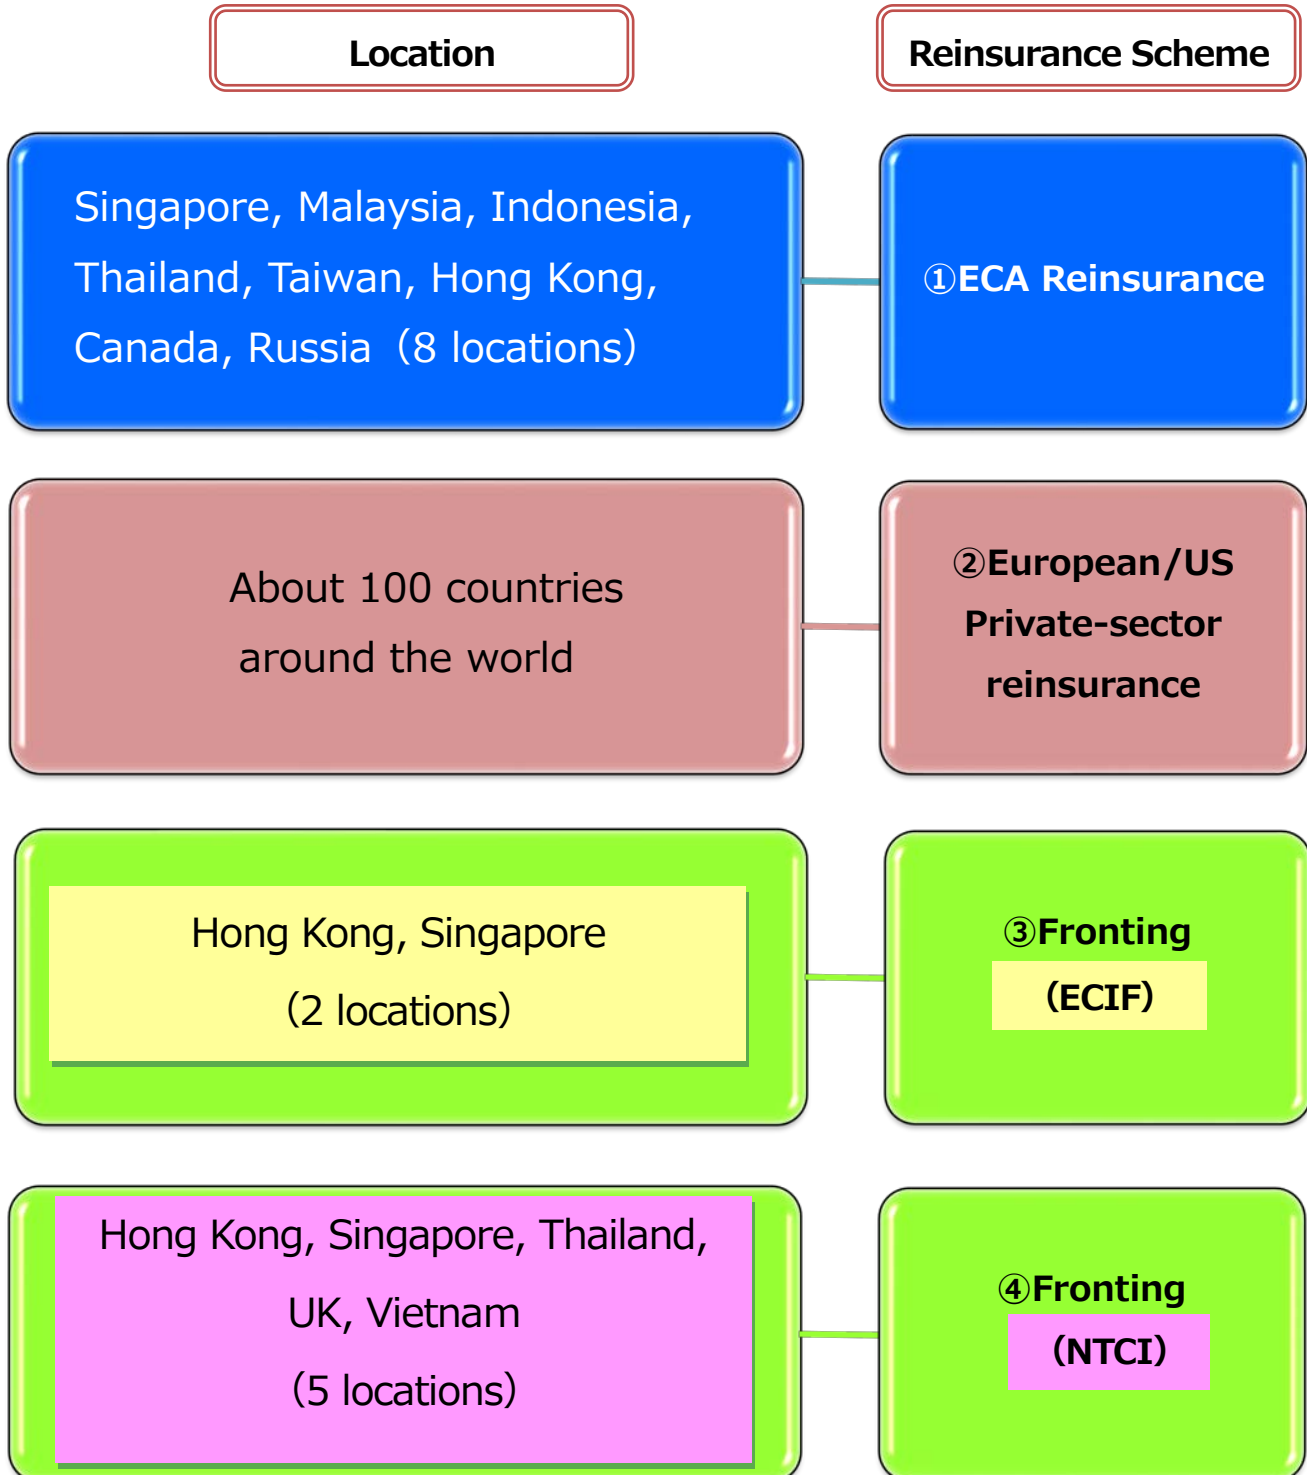 Location
Reinsurance Scheme
Singapore, Malaysia, Indonesia,
Thailand, Taiwan, Hong Kong,
Canada, Russia（8 locations）
①ECA Reinsurance
About 100 countries
around the world
②European/US
Private-sector
reinsurance
Hong Kong, Singapore
（2 locations）
③Fronting
（ECIF）
Hong Kong, Singapore, Thailand,
UK, Vietnam
（5 locations）
④Fronting
（NTCI）